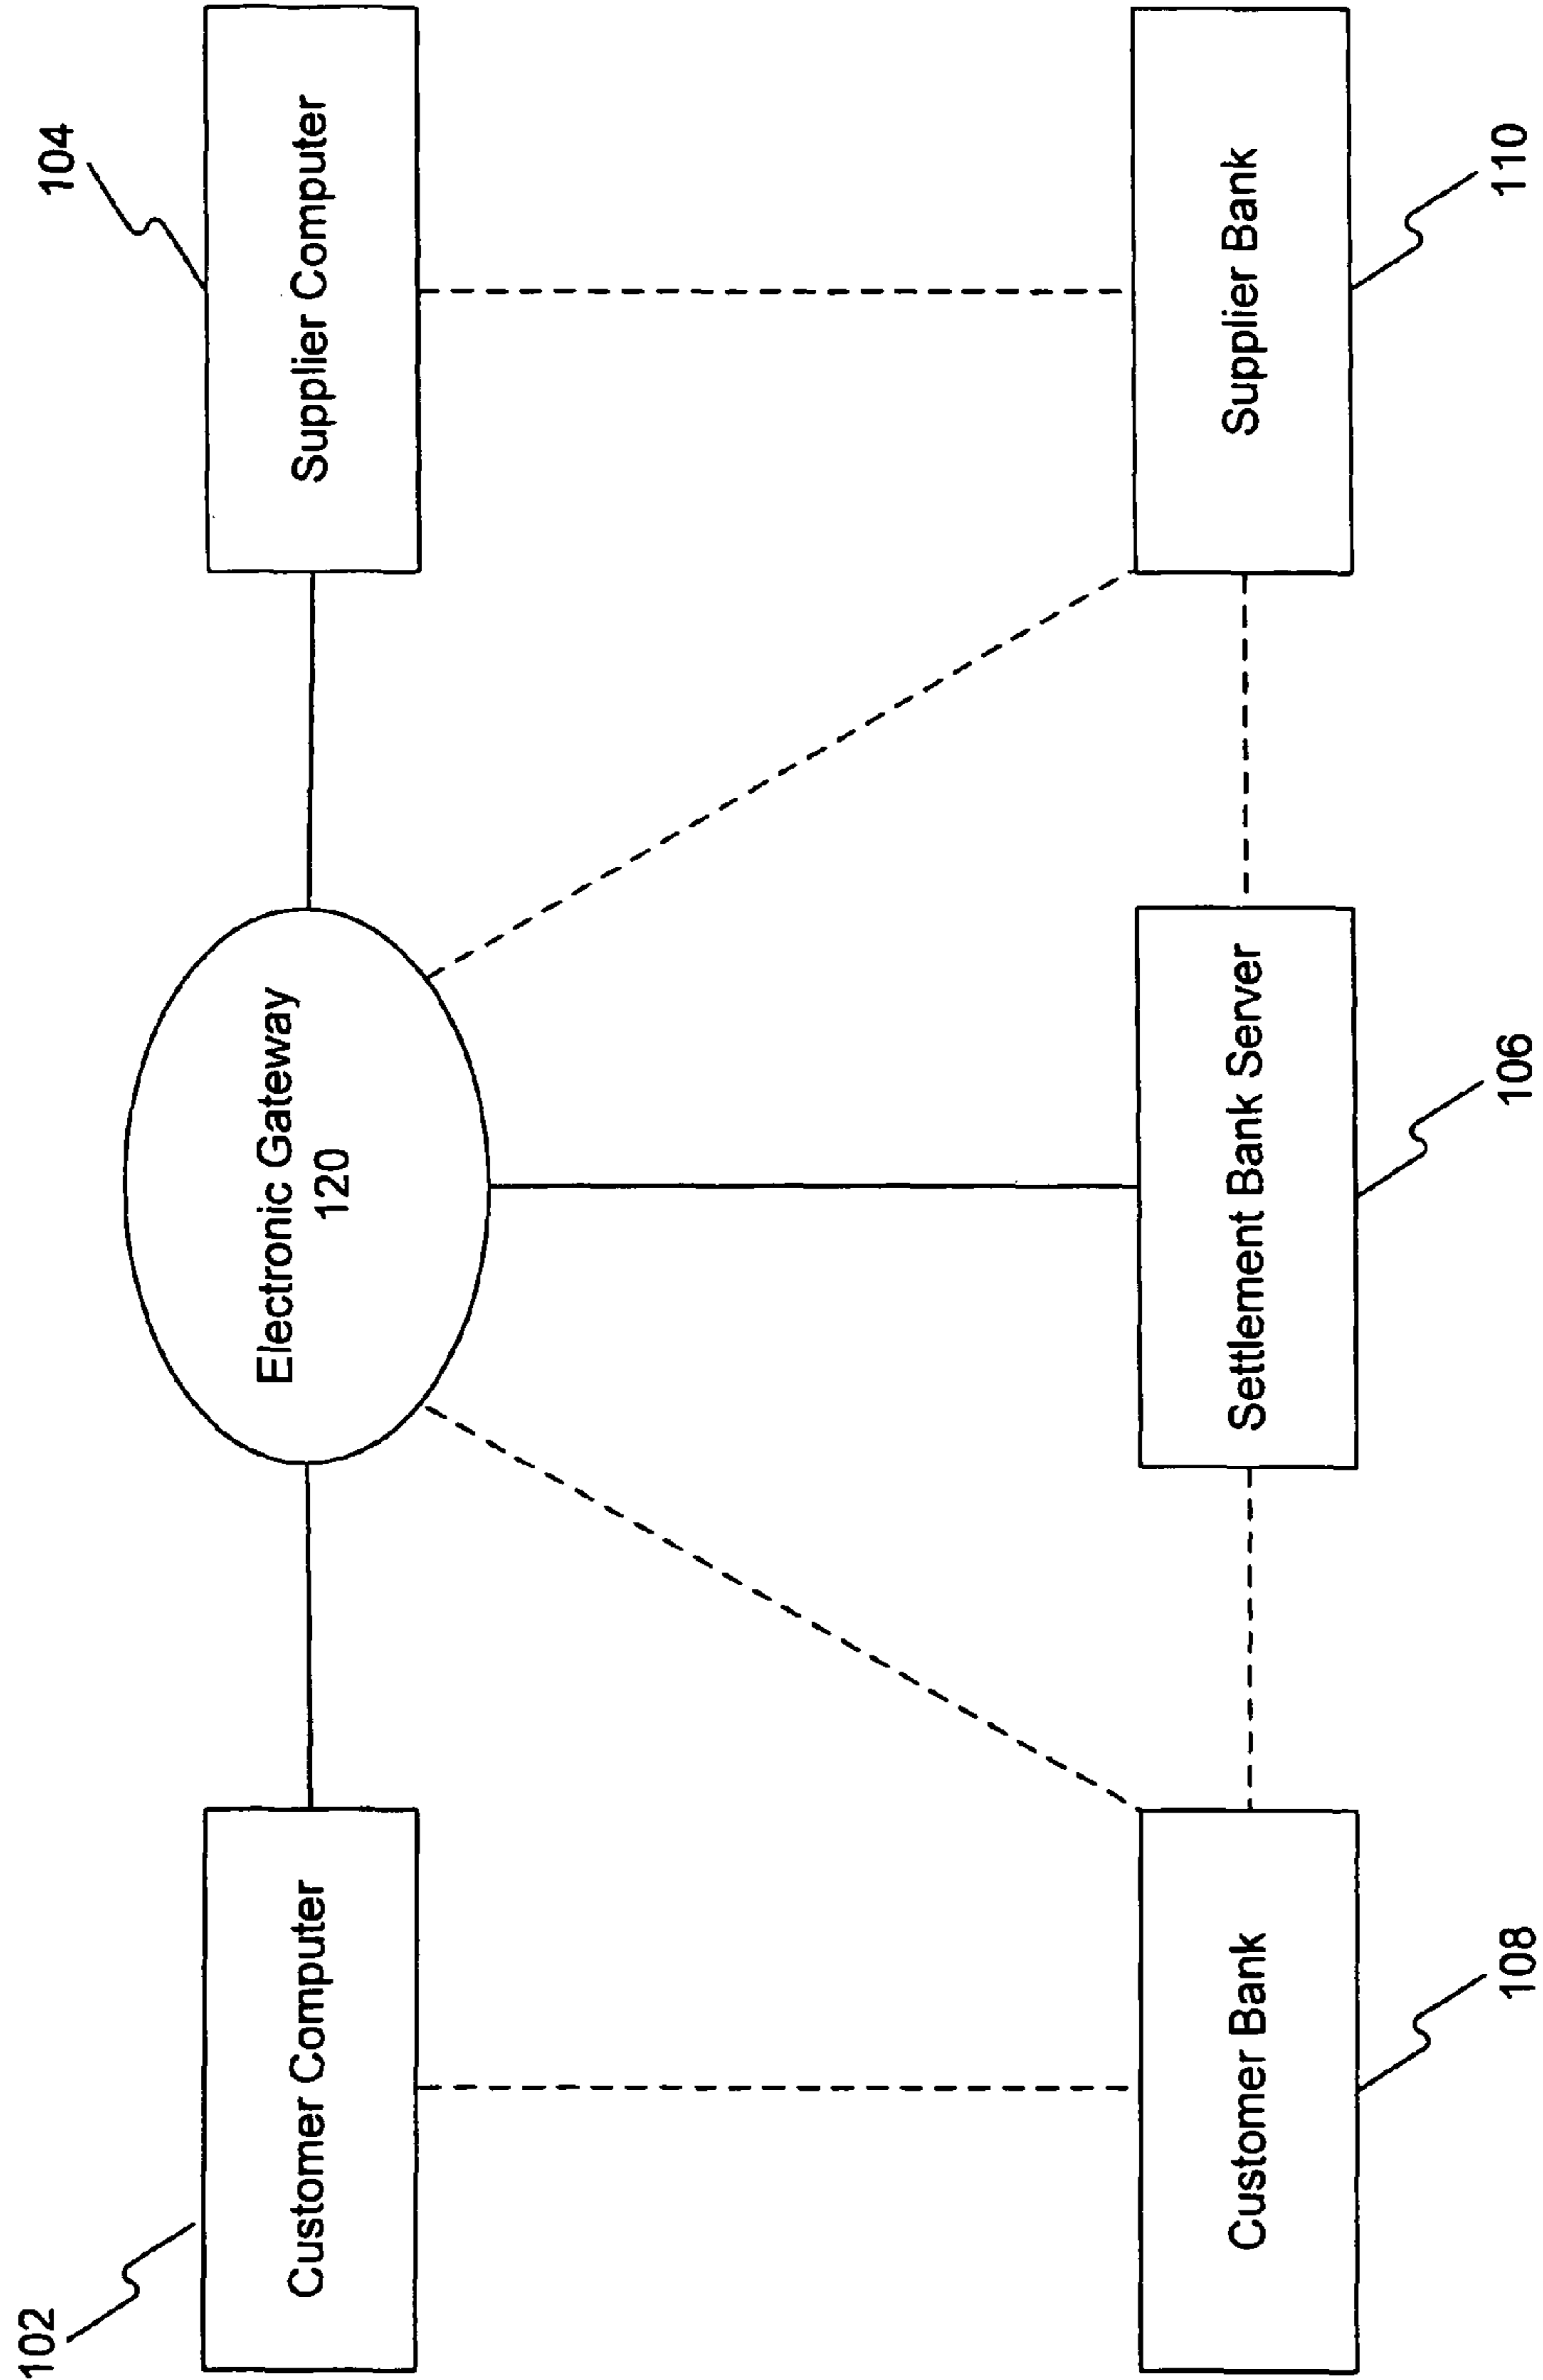 102
Customer Computer
Electronic Gateway
120
104
Supplier Computer
Customer Bank
108
Settlement Bank Server
106
Supplier Bank
110